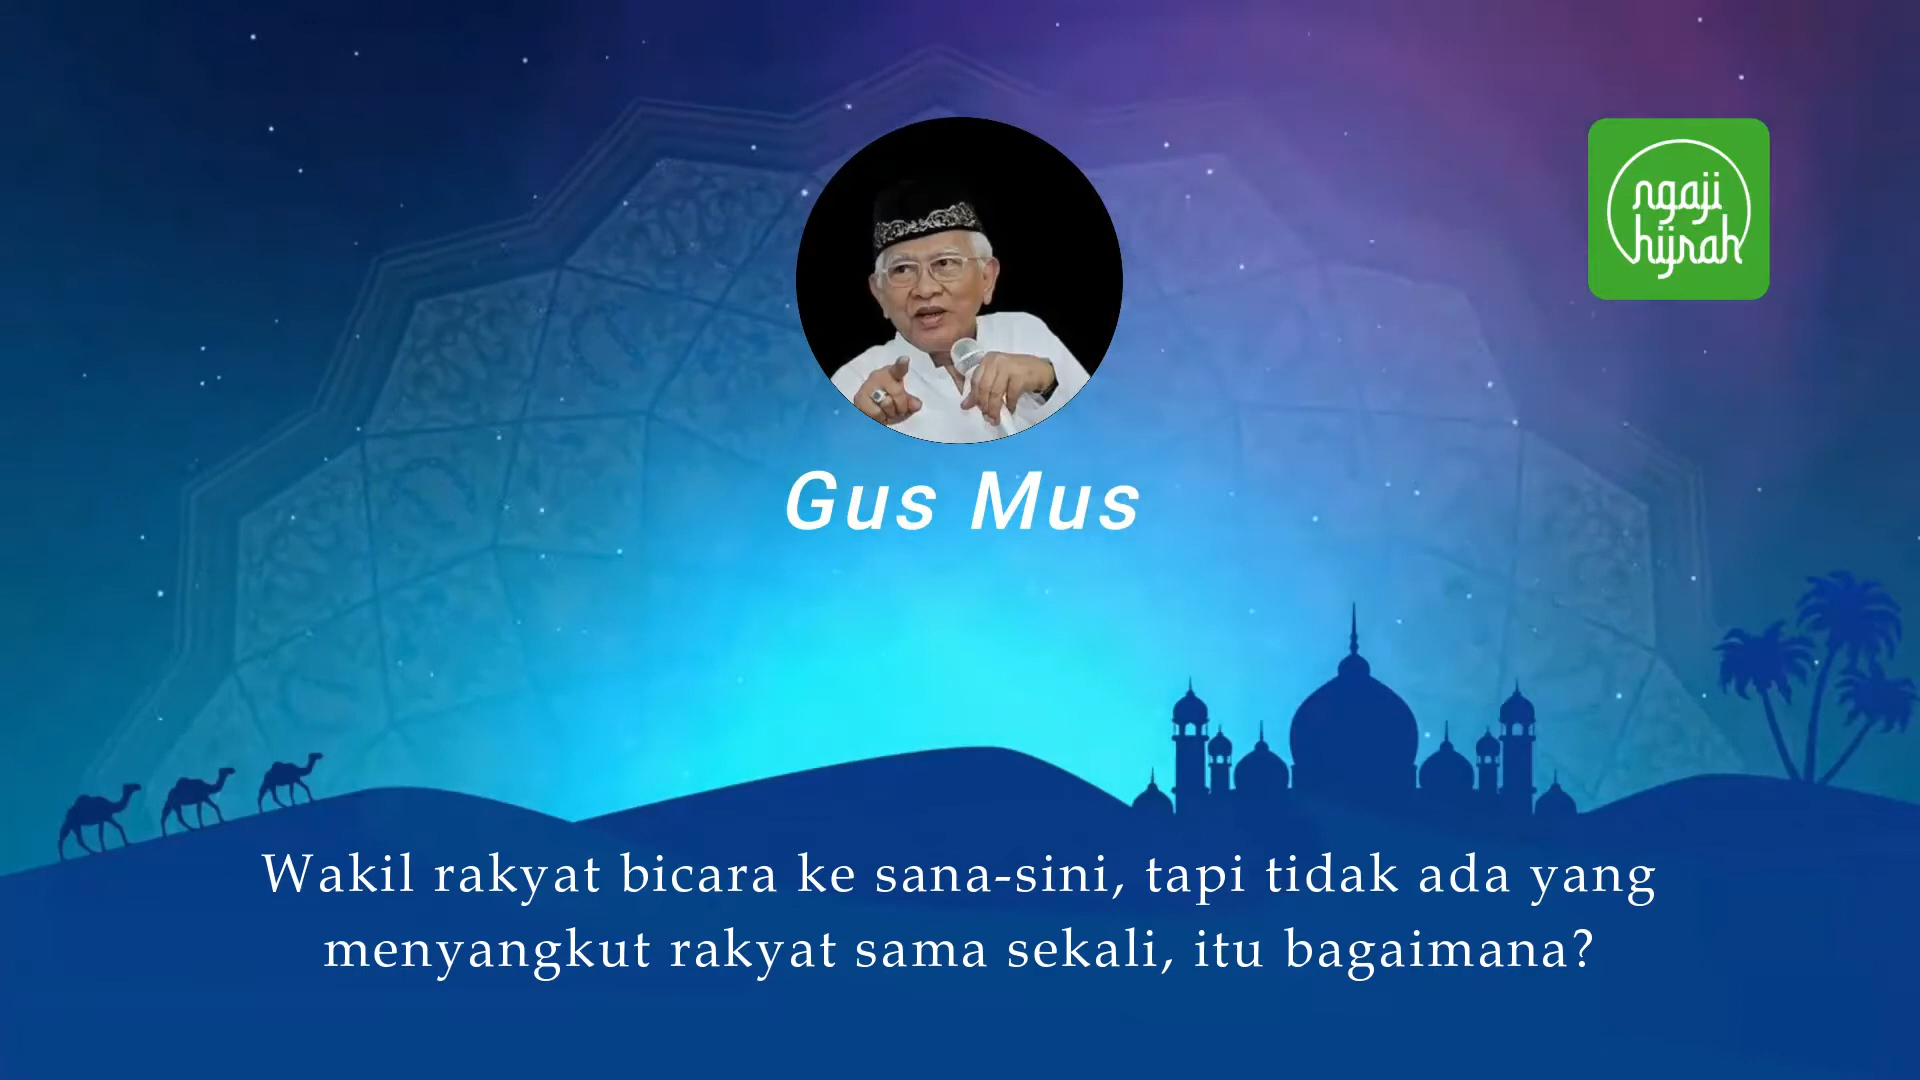 ngaji
hijrah
Gus Mus
Wakil rakyat bicara ke sana-sini, tapi tidak ada yang
menyangkut rakyat sama sekali, itu bagaimana?